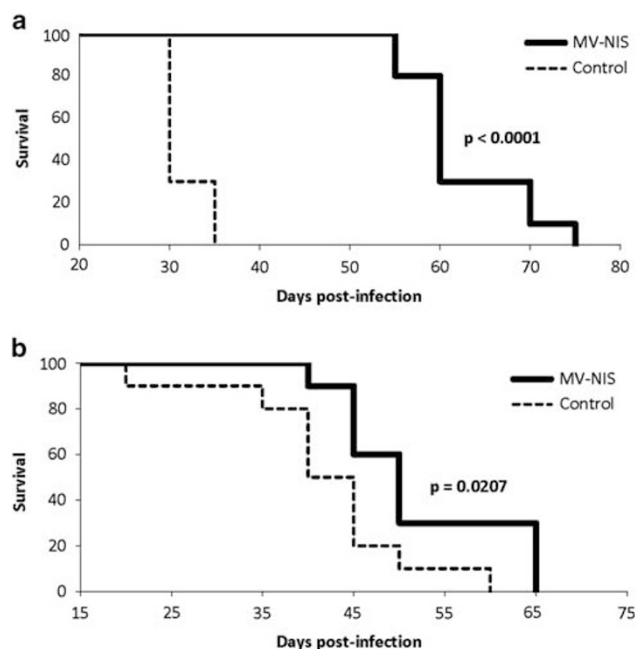 a
100
80
60
40
20
0
Survival
MV-NIS
Control
p < 0.0001
20 30 40 50 60 70 80
Days post-infection
b
100
80
60
40
20
0
Survival
MV-NIS
Control
p = 0.0207
15 25 35 45 55 65 75
Days post-infection